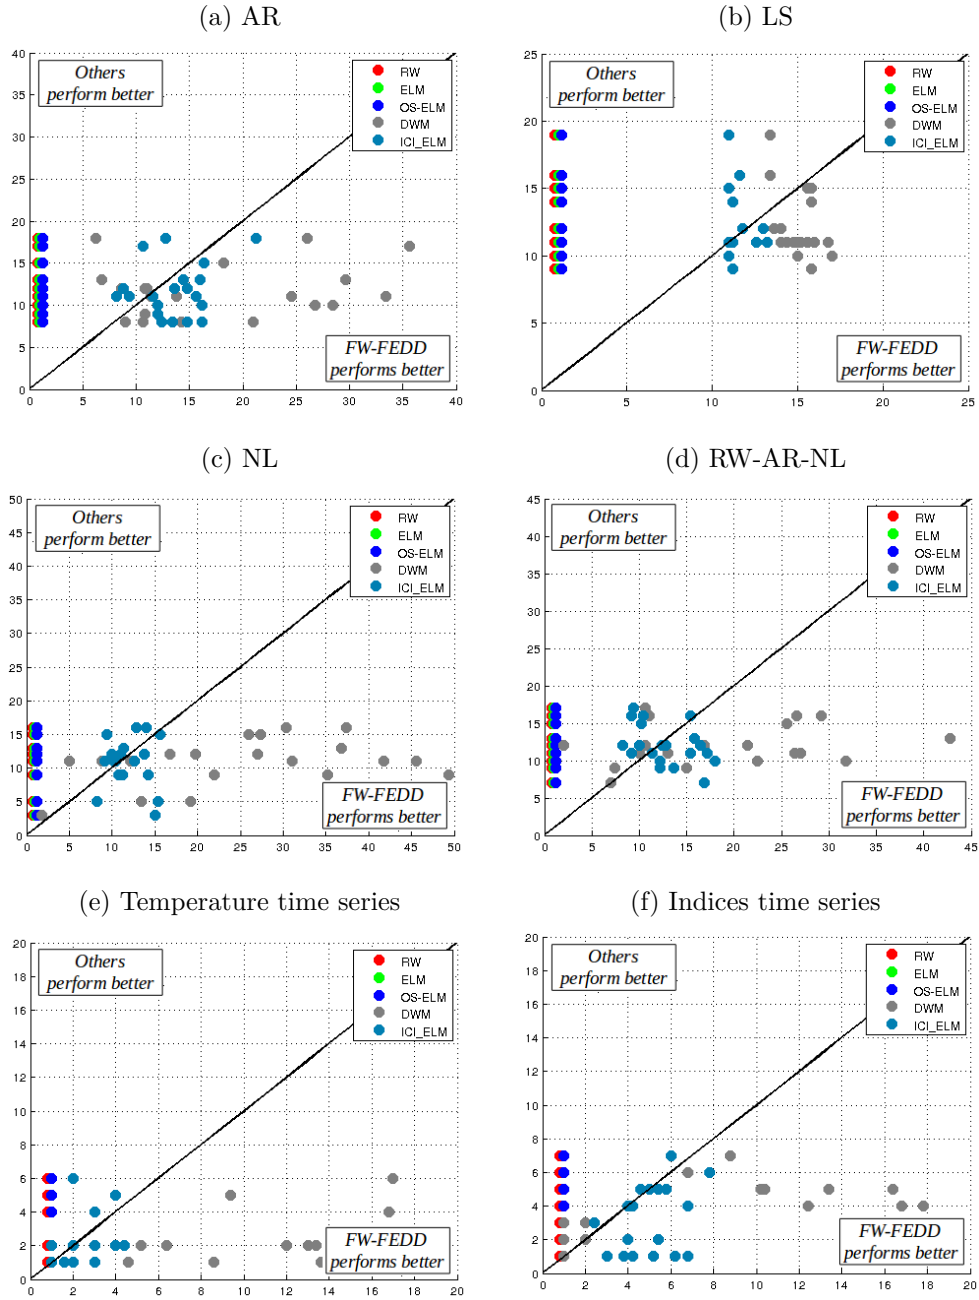 (a) AR
Others
perform better
RW
ELM
OS-ELM
DWM
ICI_ELM
FW-FEDD
performs better
40
35
30
25
20
15
10
5
0
0 5 10 15 20 25 30 35 40
(b) LS
Others
perform better
RW
ELM
OS-ELM
DWM
ICI_ELM
FW-FEDD
performs better
25
20
15
10
5
0
0 5 10 15 20 25
(c) NL
Others
perform better
RW
ELM
OS-ELM
DWM
ICI_ELM
FW-FEDD
performs better
50
45
40
35
30
25
20
15
10
5
0
0 5 10 15 20 25 30 35 40 45 50
(d) RW-AR-NL
Others
perform better
RW
ELM
OS-ELM
DWM
ICI_ELM
FW-FEDD
performs better
45
40
35
30
25
20
15
10
5
0
0 5 10 15 20 25 30 35 40 45
(e) Temperature time series
Others
perform better
RW
ELM
OS-ELM
DWM
ICI_ELM
FW-FEDD
performs better
20
18
16
14
12
10
8
6
4
2
0
0 2 4 6 8 10 12 14 16 18 20
(f) Indices time series
Others
perform better
RW
ELM
OS-ELM
DWM
ICI_ELM
FW-FEDD
performs better
20
18
16
14
12
10
8
6
4
2
0
0 2 4 6 8 10 12 14 16 18 20